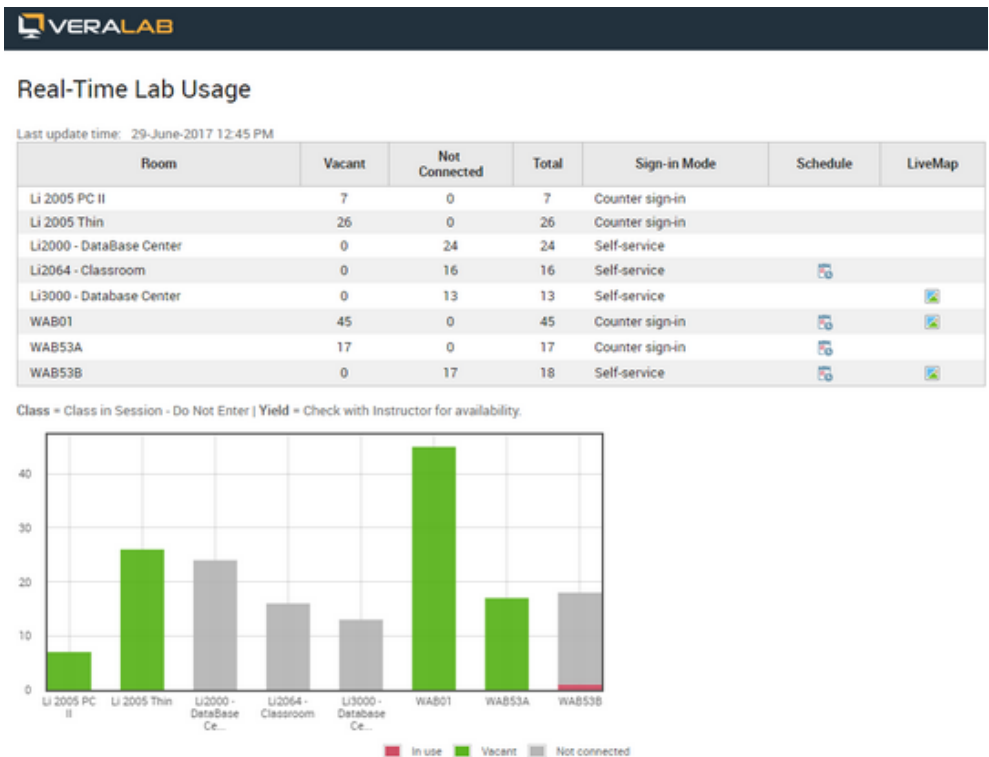 VERALAB
Real-Time Lab Usage
Last update time: 29-June-2017 12:45 PM
Room Vacant Not Connected Total Sign-in Mode Schedule LiveMap
Li 2005 PC II 7 0 7 Counter sign-in
Li 2005 Thin 26 0 26 Counter sign-in
Li2000 - DataBase Center 0 24 24 Self-service
Li2064 - Classroom 0 16 16 Self-service
Li3000 - Database Center 0 13 13 Self-service
WAB01 45 0 45 Counter sign-in
WAB53A 17 0 17 Counter sign-in
WAB53B 0 17 18 Self-service
Class = Class in Session - Do Not Enter | Yield = Check with Instructor for availability.
40
30
20
10
0
Li 2005 PC II
Li 2005 Thin
Li2000 - DataBase Ce...
Li2064 - Classroom
Li3000 - Database Ce...
WAB01
WAB53A
WAB53B
In use Vacant Not connected